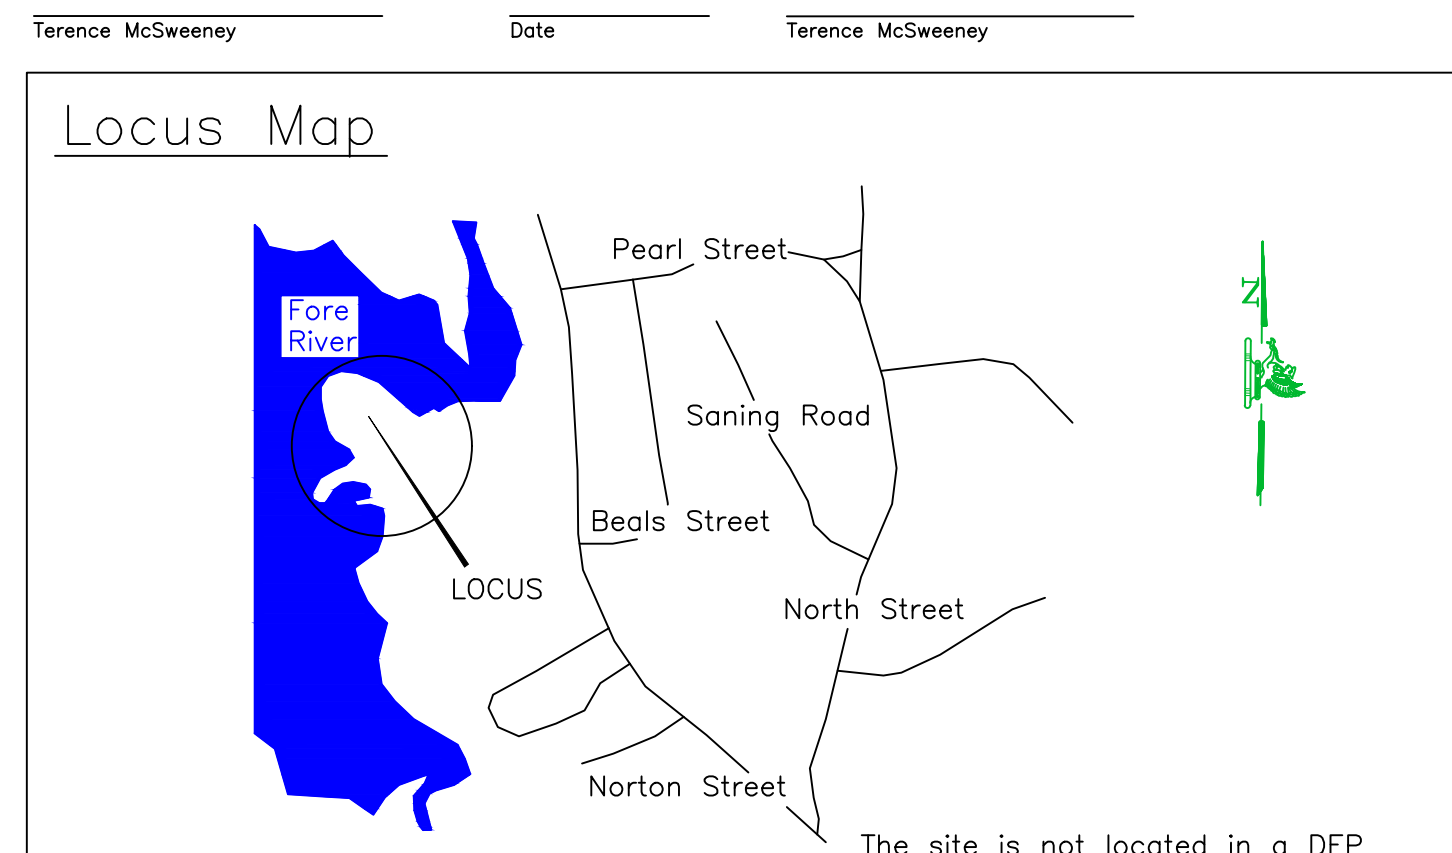 Terence McSweeney
Date
Terence McSweeney
Locus Map
Pearl Street
Fore
River
N
Saning Road
Beals Street
LOCUS
North Street
Norton Street
The site is not located in a DEP